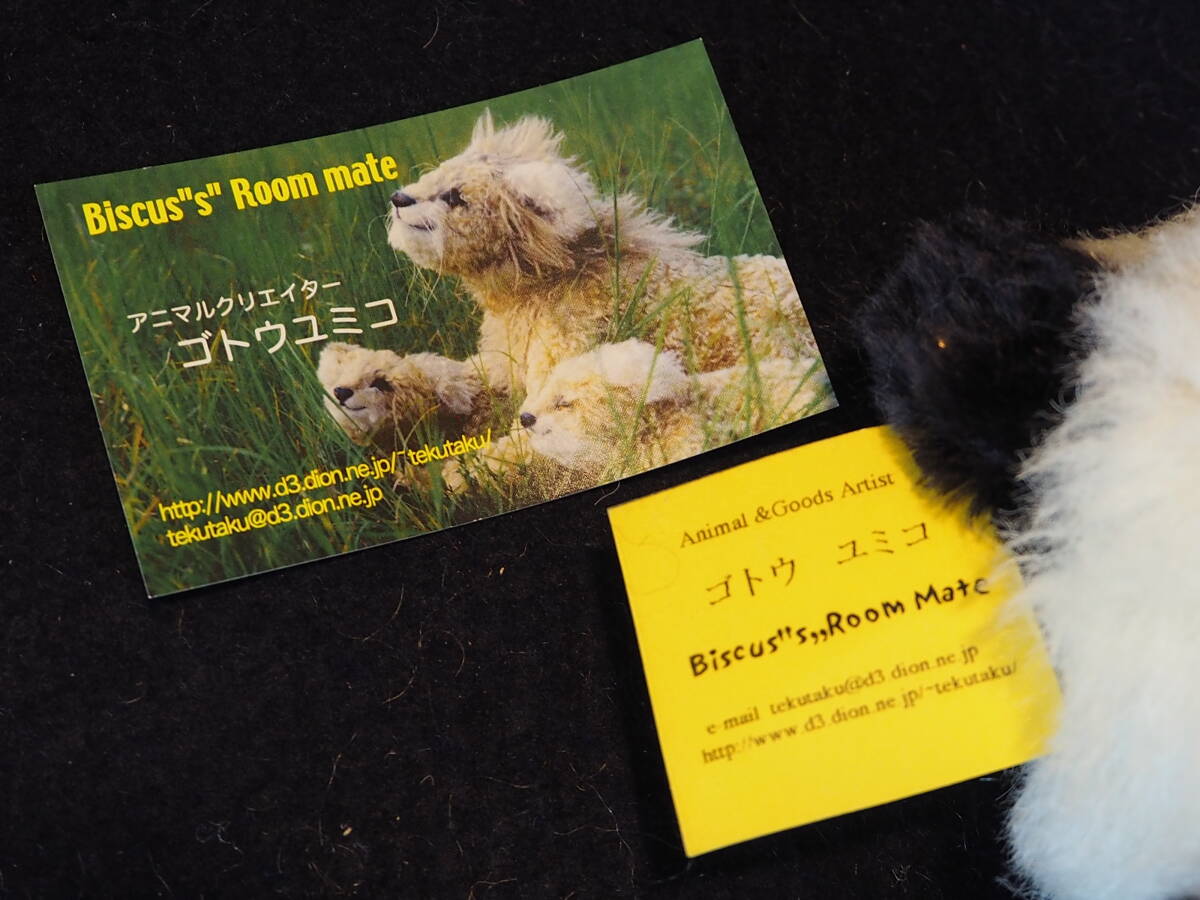 Biscus"s" Room mate
アニマルクリエイター
ゴトウユミコ
http://www.d3.dion.ne.jp/~tekutaku/
tekutaku@d3.dion.ne.jp
Animal &Goods Artist
ゴトウ ユミコ
Biscus"s,,Room Mate
e-mail tekutaku@d3.dion.ne.jp
http://www.d3.dion.ne.jp/~tekutaku/